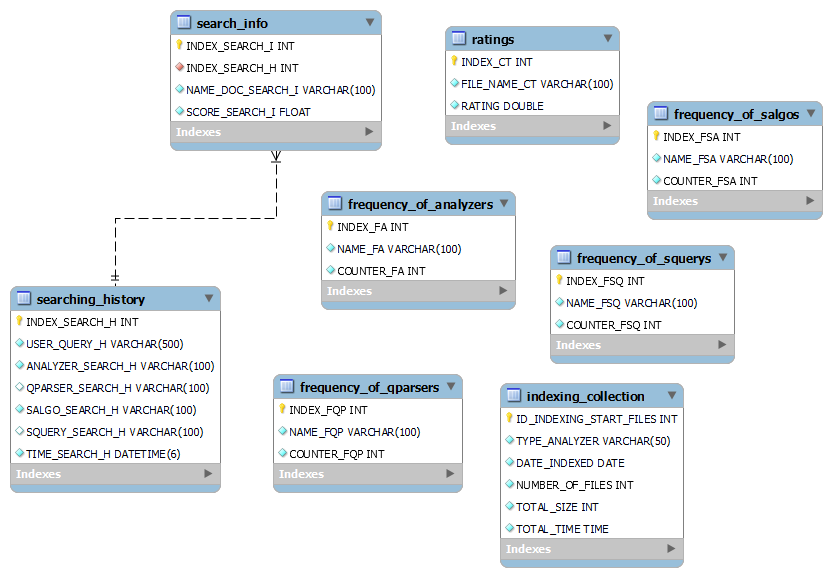 search_info
INDEX_SEARCH_I INT
INDEX_SEARCH_H INT
NAME_DOC_SEARCH_I VARCHAR(100)
SCORE_SEARCH_I FLOAT
Indexes
ratings
INDEX_CT INT
FILE_NAME_CT VARCHAR(100)
RATING DOUBLE
Indexes
frequency_of_salgos
INDEX_FSA INT
NAME_FSA VARCHAR(100)
COUNTER_FSA INT
Indexes
frequency_of_analyzers
INDEX_FA INT
NAME_FA VARCHAR(100)
COUNTER_FA INT
Indexes
frequency_of_squerys
INDEX_FSQ INT
NAME_FSQ VARCHAR(100)
COUNTER_FSQ INT
Indexes
searching_history
INDEX_SEARCH_H INT
USER_QUERY_H VARCHAR(500)
ANALYZER_SEARCH_H VARCHAR(100)
QPARSER_SEARCH_H VARCHAR(100)
SALGO_SEARCH_H VARCHAR(100)
SQUERY_SEARCH_H VARCHAR(100)
TIME_SEARCH_H DATETIME(6)
Indexes
frequency_of_qparsers
INDEX_FQP INT
NAME_FQP VARCHAR(100)
COUNTER_FQP INT
Indexes
indexing_collection
ID_INDEXING_START_FILES INT
TYPE_ANALYZER VARCHAR(50)
DATE_INDEXED DATE
NUMBER_OF_FILES INT
TOTAL_SIZE INT
TOTAL_TIME TIME
Indexes